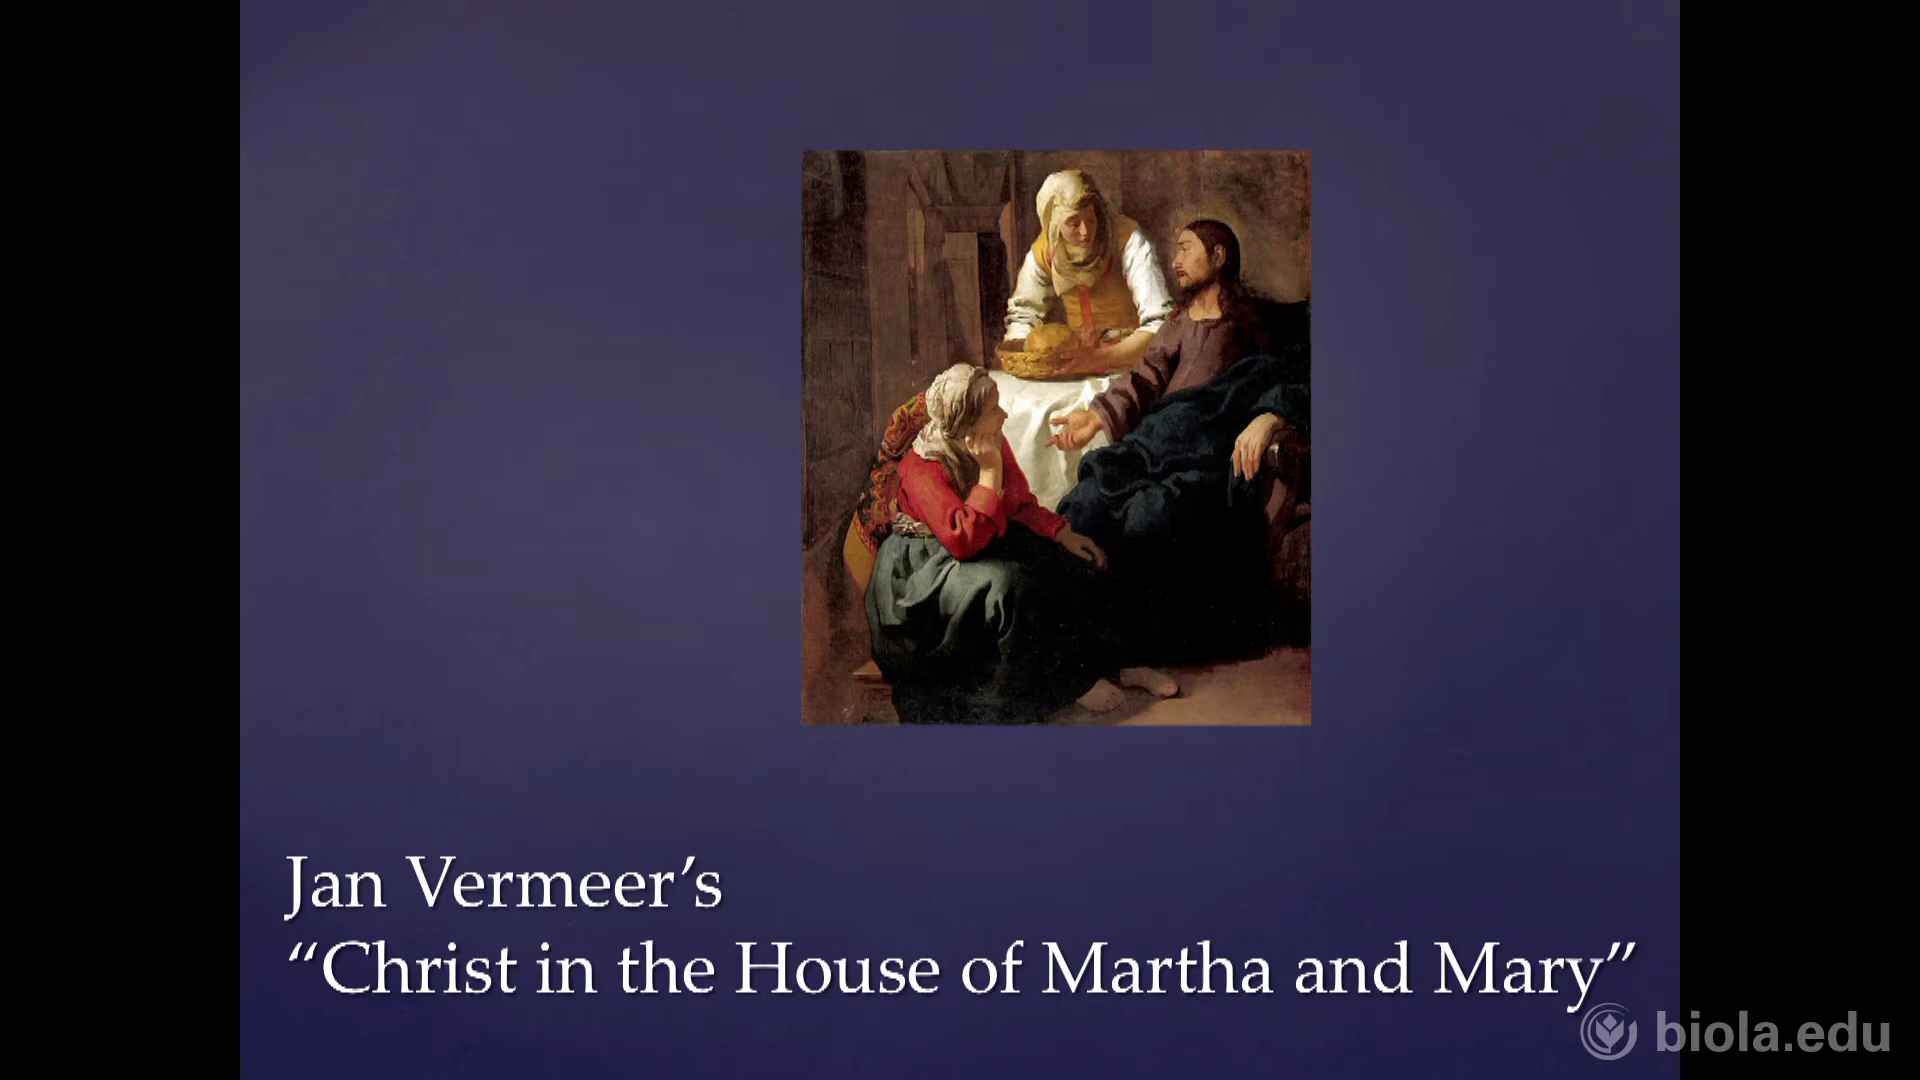 Jan Vermeer’s
“Christ in the House of Martha and Mary”
biola.edu